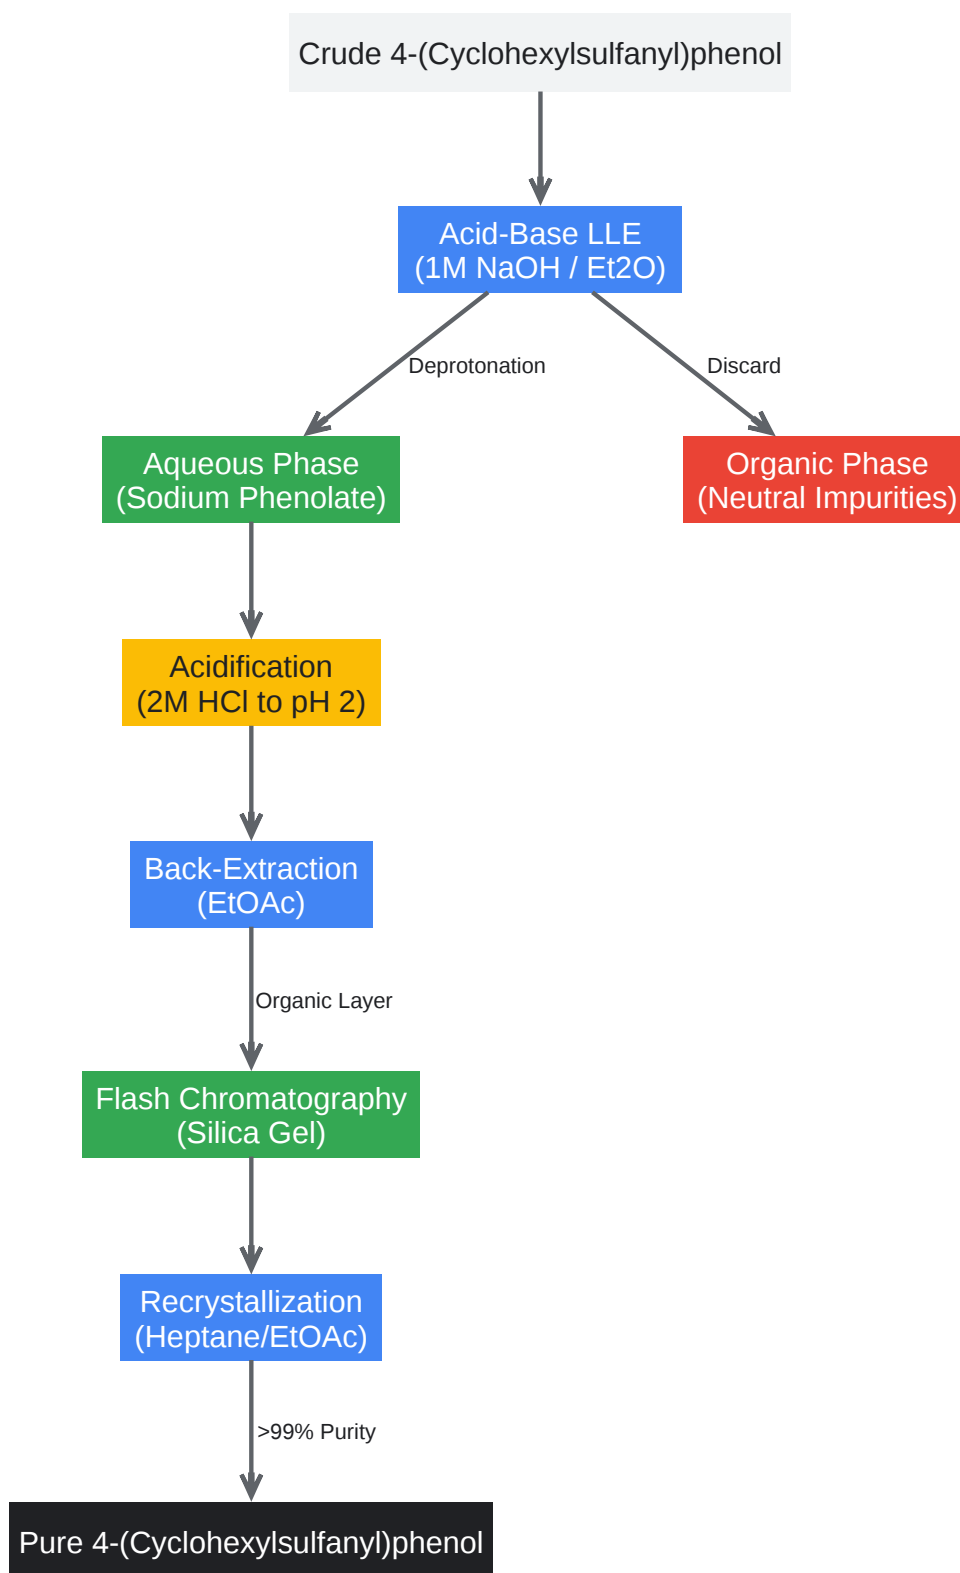 Crude 4-(Cyclohexylsulfanyl)phenol
Acid-Base LLE
(1M NaOH / Et2O)
Deprotonation
Discard
Aqueous Phase
(Sodium Phenolate)
Organic Phase
(Neutral Impurities)
Acidification
(2M HCl to pH 2)
Back-Extraction
(EtOAc)
Organic Layer
Flash Chromatography
(Silica Gel)
Recrystallization
(Heptane/EtOAc)
>99% Purity
Pure 4-(Cyclohexylsulfanyl)phenol